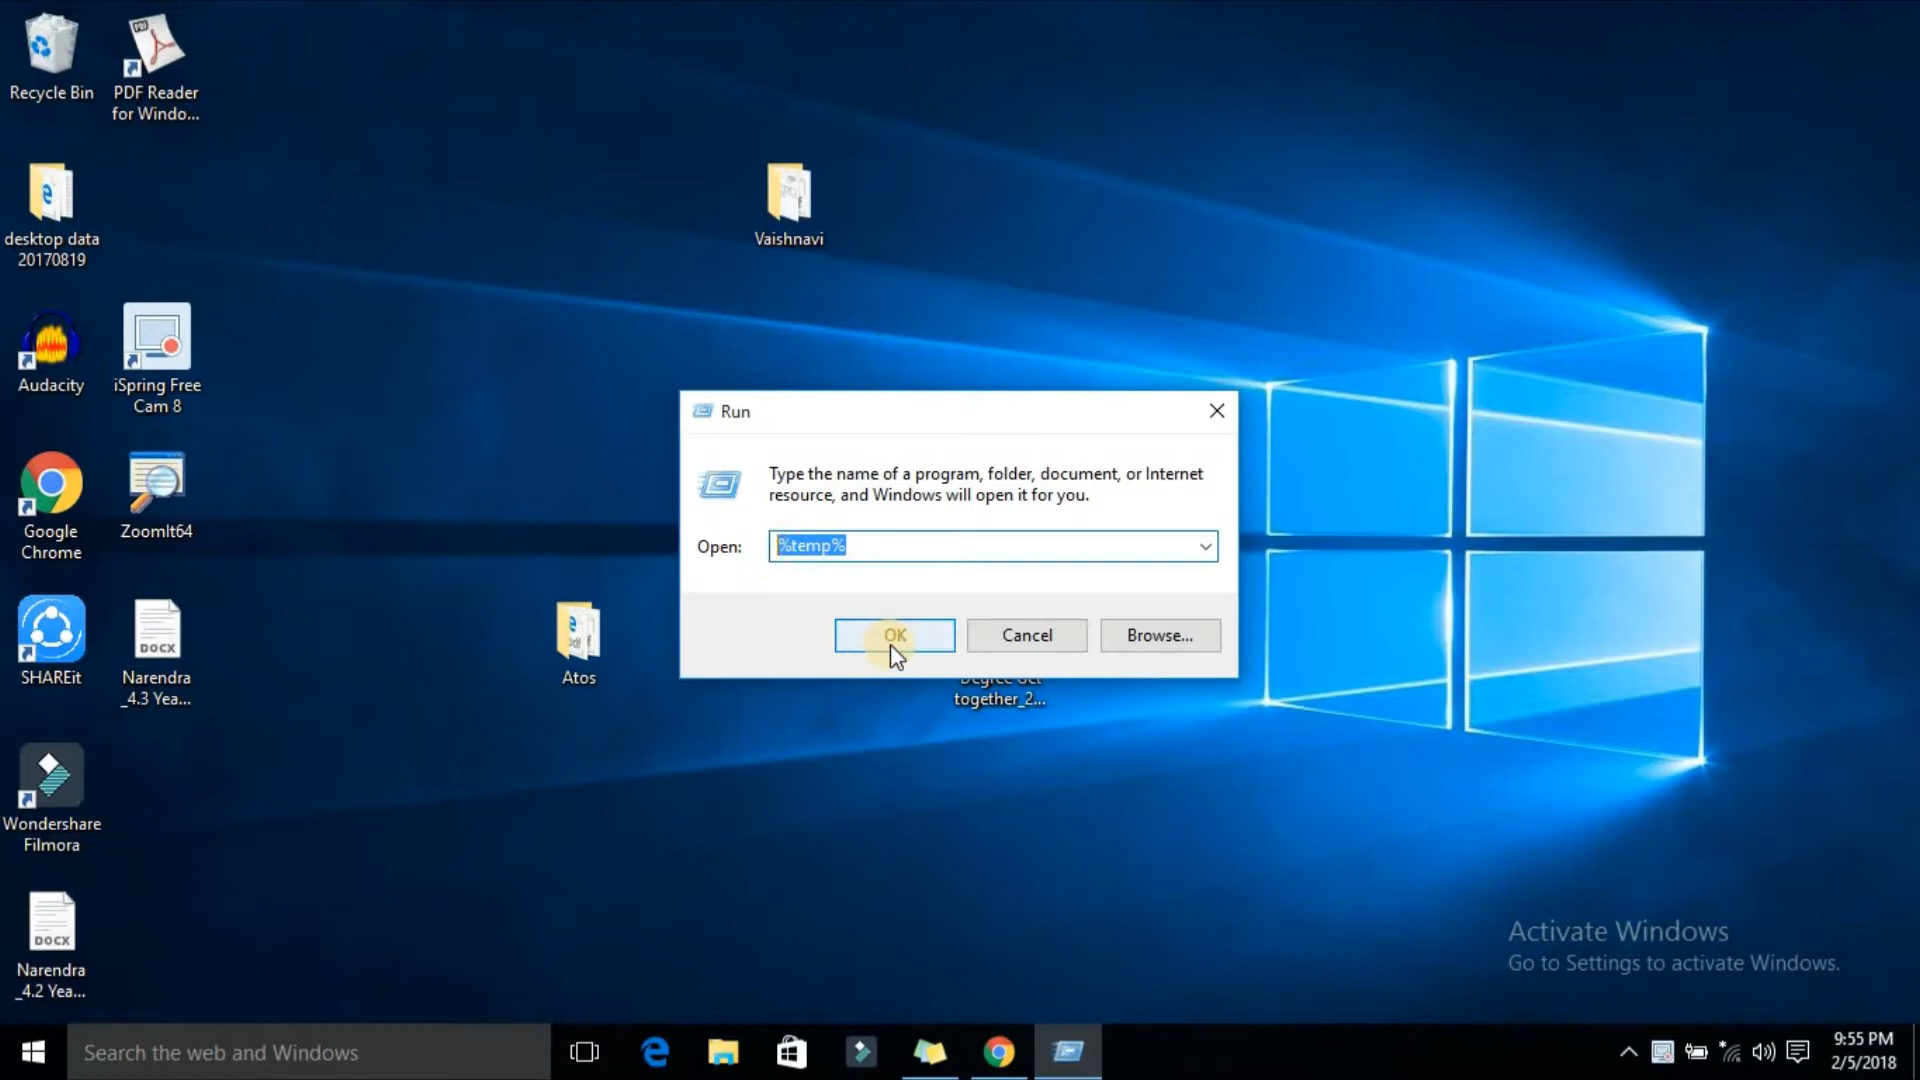 Recycle Bin
PDF Reader
for Windo...
desktop data
20170819
Vaishnavi
Audacity
iSpring Free
Cam 8
Google
Chrome
ZoomIt64
SHAREit
DOCX
Narendra
_4.3 Yea...
Atos
Degree Get
together_2...
Wondershare
Filmora
DOCX
Narendra
_4.2 Yea...
Run
Type the name of a program, folder, document, or Internet
resource, and Windows will open it for you.
Open:
%temp%
OK
Cancel
Browse...
Activate Windows
Go to Settings to activate Windows.
Search the web and Windows
9:55 PM
2/5/2018